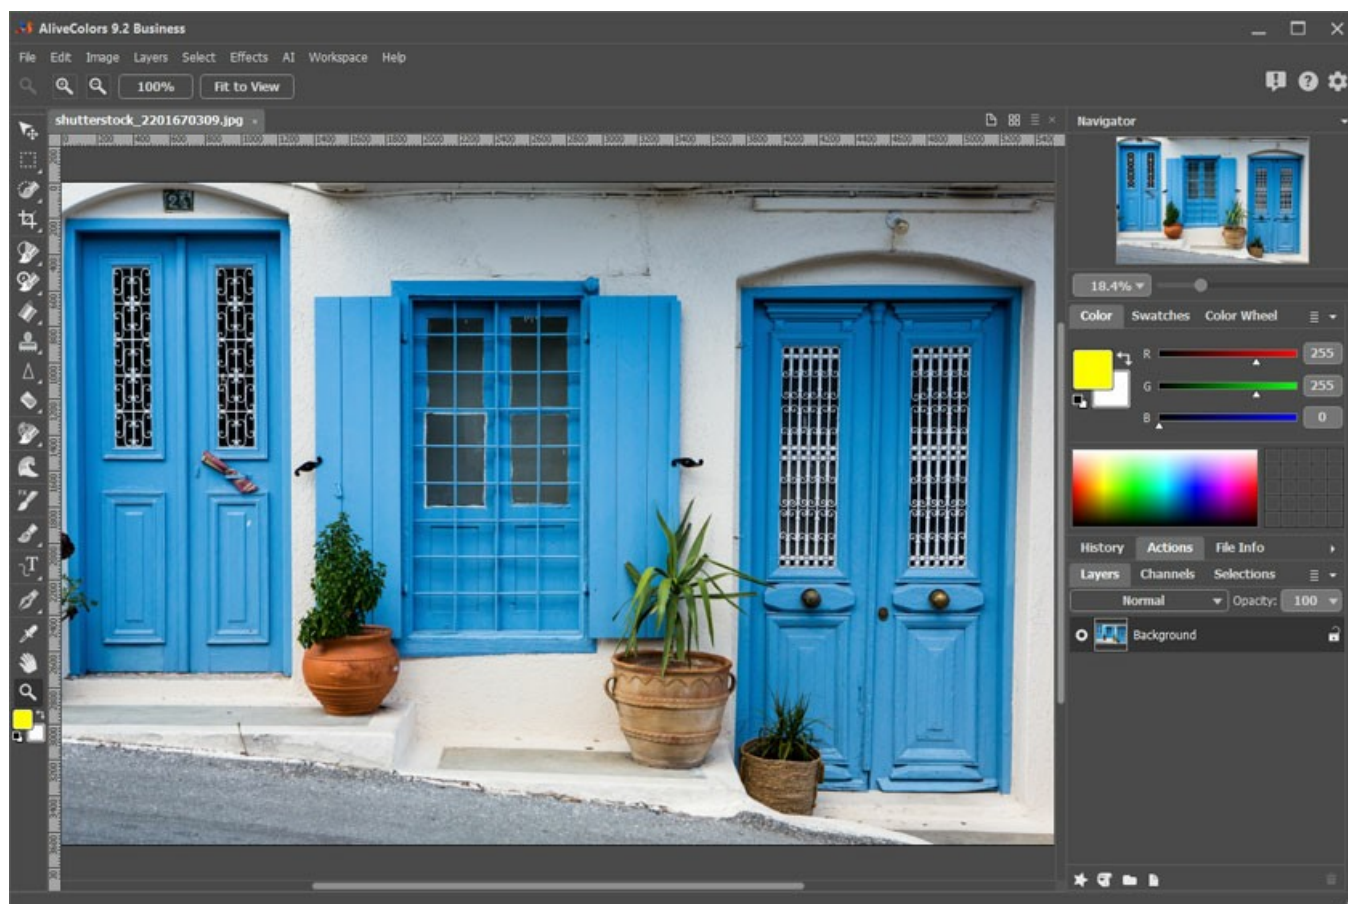 AliveColors 9.2 Business
File Edit Image Layers Select Effects AI Workspace Help
100% Fit to View
shutterstock_2201670309.jpg
Navigator
18.4%
Color Swatches Color Wheel
R 255
G 255
B 0
History Actions File Info
Layers Channels Selections
Normal Opacity: 100
Background
T
FX